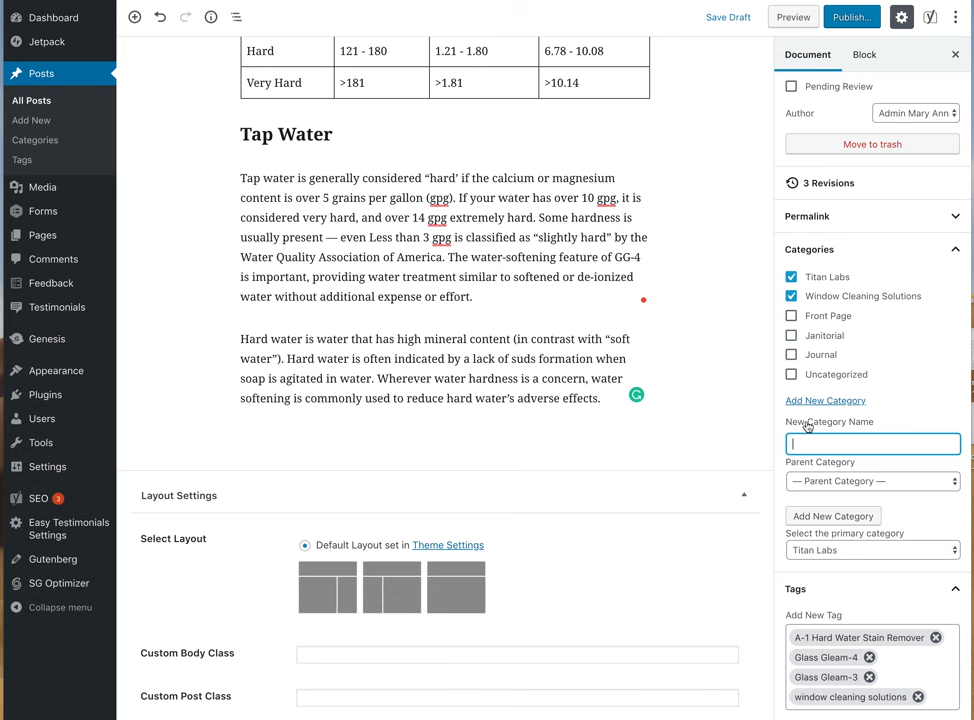 Dashboard
Jetpack
Posts
All Posts
Add New
Categories
Tags
Media
Forms
Pages
Comments
Feedback
Testimonials
Genesis
Appearance
Plugins
Users
Tools
Settings
SEO 3
Easy Testimonials
Settings
Gutenberg
SG Optimizer
Collapse menu
Save Draft
Preview
Publish...
Hard 121 - 180 1.21 - 1.80 6.78 - 10.08
Very Hard >181 >1.81 >10.14
Tap Water
Tap water is generally considered “hard’ if the calcium or magnesium
content is over 5 grains per gallon (gpg). If your water has over 10 gpg, it is
considered very hard, and over 14 gpg extremely hard. Some hardness is
usually present — even Less than 3 gpg is classified as “slightly hard” by the
Water Quality Association of America. The water-softening feature of GG-4
is important, providing water treatment similar to softened or de-ionized
water without additional expense or effort.
Hard water is water that has high mineral content (in contrast with “soft
water”). Hard water is often indicated by a lack of suds formation when
soap is agitated in water. Wherever water hardness is a concern, water
softening is commonly used to reduce hard water’s adverse effects.
Layout Settings
Select Layout
Default Layout set in Theme Settings
Custom Body Class
Custom Post Class
Document
Block
Pending Review
Author
Admin Mary Ann
Move to trash
3 Revisions
Permalink
Categories
Titan Labs
Window Cleaning Solutions
Front Page
Janitorial
Journal
Uncategorized
Add New Category
New Category Name
Parent Category
— Parent Category —
Add New Category
Select the primary category
Titan Labs
Tags
Add New Tag
A-1 Hard Water Stain Remover
Glass Gleam-4
Glass Gleam-3
window cleaning solutions